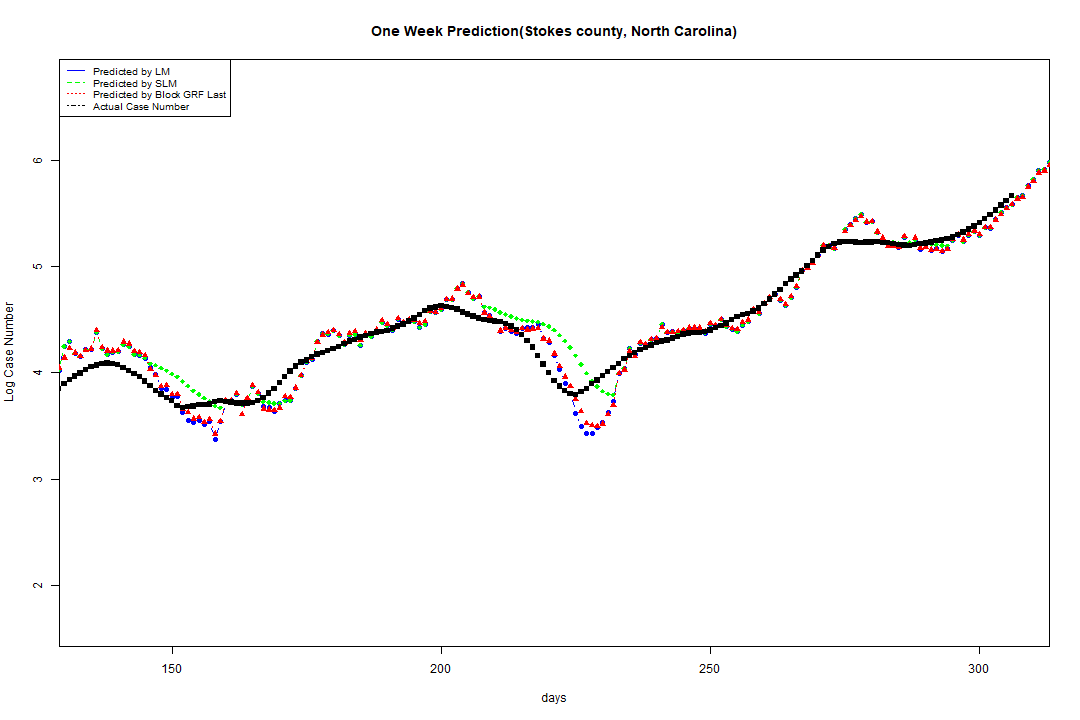 One Week Prediction(Stokes county, North Carolina)
Predicted by LM
Predicted by SLM
Predicted by Block GRF Last
Actual Case Number
6
5
4
3
2
Log Case Number
150 200 250 300
days